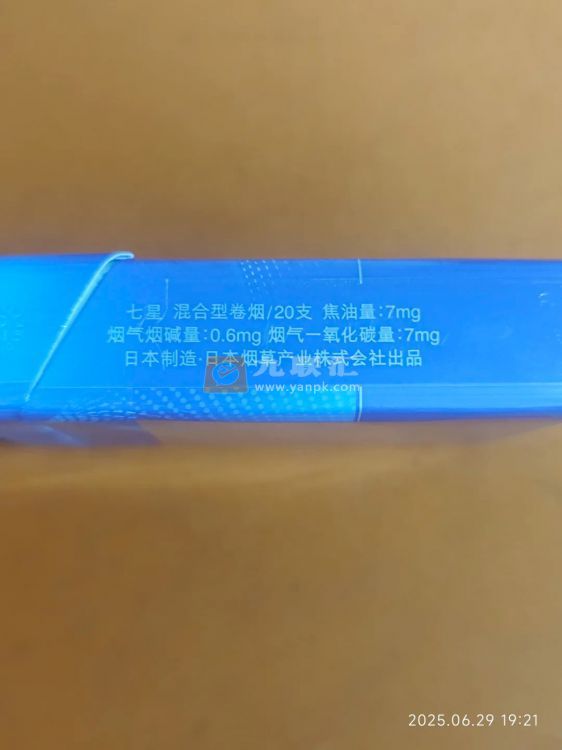 七星/混合型卷烟/20支 焦油量:7mg
烟气烟碱量:0.6mg 烟气一氧化碳量:7mg
日本制造·日本烟草产业株式会社出品
www.yanpk.com
2025.06.29 19:21